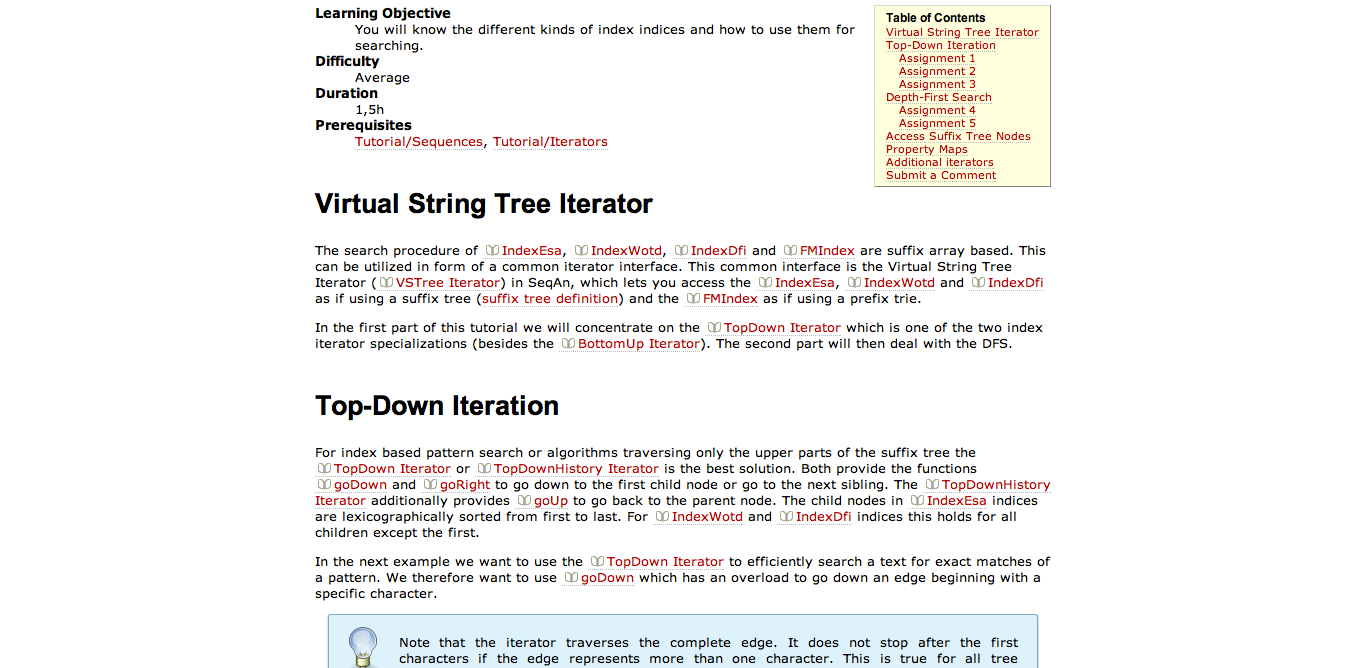 Learning Objective
You will know the different kinds of index indices and how to use them for
searching.
Difficulty
Average
Duration
1,5h
Prerequisites
Tutorial/Sequences, Tutorial/Iterators
Table of Contents
Virtual String Tree Iterator
Top-Down Iteration
Assignment 1
Assignment 2
Assignment 3
Depth-First Search
Assignment 4
Assignment 5
Access Suffix Tree Nodes
Property Maps
Additional iterators
Submit a Comment
Virtual String Tree Iterator
The search procedure of IndexEsa, IndexWotd, IndexDfi and FMIndex are suffix array based. This
can be utilized in form of a common iterator interface. This common interface is the Virtual String Tree
Iterator (VSTree Iterator) in SeqAn, which lets you access the IndexEsa, IndexWotd and IndexDfi
as if using a suffix tree (suffix tree definition) and the FMIndex as if using a prefix trie.
In the first part of this tutorial we will concentrate on the TopDown Iterator which is one of the two index
iterator specializations (besides the BottomUp Iterator). The second part will then deal with the DFS.
Top-Down Iteration
For index based pattern search or algorithms traversing only the upper parts of the suffix tree the
TopDown Iterator or TopDownHistory Iterator is the best solution. Both provide the functions
goDown and goRight to go down to the first child node or go to the next sibling. The TopDownHistory
Iterator additionally provides goUp to go back to the parent node. The child nodes in IndexEsa indices
are lexicographically sorted from first to last. For IndexWotd and IndexDfi indices this holds for all
children except the first.
In the next example we want to use the TopDown Iterator to efficiently search a text for exact matches of
a pattern. We therefore want to use goDown which has an overload to go down an edge beginning with a
specific character.
Note that the iterator traverses the complete edge. It does not stop after the first
characters if the edge represents more than one character. This is true for all tree